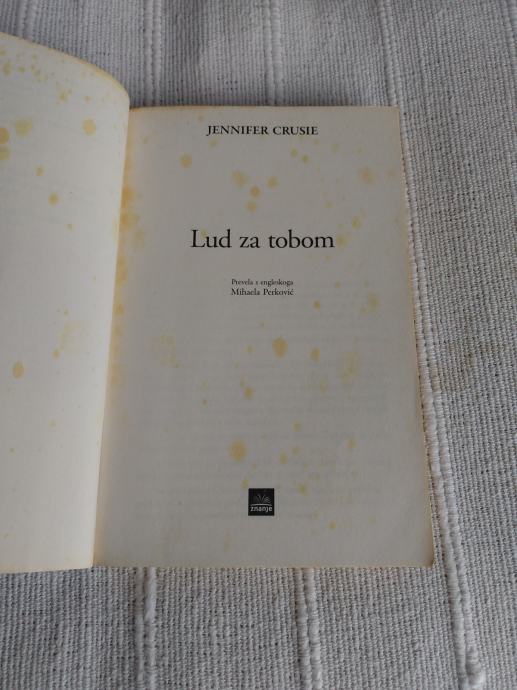 JENNIFER CRUSIE
Lud za tobom
Prevela s engleskoga
Mihaela Perković
znanje